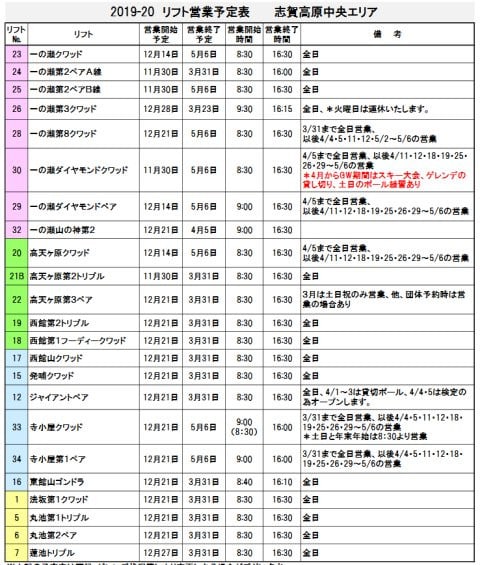 2019-20 リフト営業予定表 志賀高原中央エリア
リフト№ リフト 営業開始予定 営業終了予定 営業開始時間 営業終了時間 備 考
23 一の瀬クワッド 12月14日 5月6日 8:30 16:30 全日
24 一の瀬第2ペアA線 11月30日 3月31日 8:30 16:00 全日
25 一の瀬第2ペアB線 11月30日 5月6日 8:30 16:30 全日
26 一の瀬第3クワッド 12月28日 3月23日 9:30 16:15 全日、＊火曜日は運休いたします。
28 一の瀬第8クワッド 12月21日 5月6日 8:30 16:30 3/31まで全日営業、
以後4/4・5・11・12・5/2～5/6の営業
30 一の瀬ダイヤモンドクワッド 11月30日 5月6日 8:30 16:30 4/5まで全日営業、以後4/11・12・18・19・25・
26・29～5/6の営業
＊4月からGW期間はスキー大会、ゲレンデの
貸し切り、土日のポール練習あり
29 一の瀬ダイヤモンドペア 12月14日 5月6日 8:30 16:30 4/5まで全日営業、
以後4/11・12・18・19・25・26・29～5/6の営業
32 一の瀬山の神第2 12月21日 4月5日 9:00 16:30
20 高天ヶ原クワッド 12月14日 5月6日 8:30 16:30 4/5まで全日営業、
以後4/11・12・18・19・25・26・29～5/6の営業
21B 高天ヶ原第2トリプル 11月30日 3月31日 8:30 16:30 全日
22 高天ヶ原第3ペア 12月21日 3月31日 8:30 16:30 3月は土日祝のみ営業、他、団体予約時は営
業の場合あり
19 西館第2トリプル 12月21日 3月31日 8:30 16:30 全日
18 西館第1フーディークワッド 12月21日 3月31日 8:30 16:30 全日
17 西館山クワッド 12月21日 3月31日 8:30 16:30 全日
15 発哺クワッド 12月21日 3月31日 8:30 16:30 全日
12 ジャイアントペア 12月21日 3月31日 8:30 16:30 全日、4/1～3は貸切ポール、4/4・5は検定の
為オープンします。
33 寺小屋クワッド 12月21日 5月6日 9:00
(8:30) 16:00 3/31まで全日営業、以後4/4・5・11・12・18・
19・25・26・29～5/6の営業
＊土日と年末年始は8:30より営業
34 寺小屋第1ペア 12月21日 5月6日 9:00 16:00 3/31まで全日営業、以後4/4・5・11・12・18・
19・25・26・29～5/6の営業
16 東館山ゴンドラ 12月21日 3月31日 8:40 16:10 全日
1 法坂第1クワッド 12月21日 3月31日 8:30 16:30 全日
5 丸池第1トリプル 12月21日 3月31日 8:30 16:30 全日
6 丸池第2ペア 12月21日 3月31日 8:30 16:30 全日
7 蓮池トリプル 12月27日 3月31日 8:30 16:30 全日